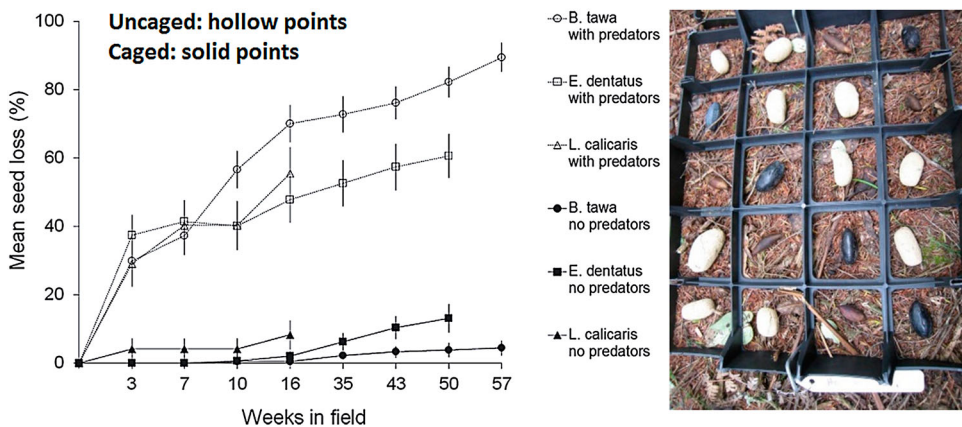 Uncaged: hollow points
Caged: solid points
Mean seed loss (%)
100
80
60
40
20
0
3 7 10 16 35 43 50 57
Weeks in field
B. tawa
with predators
E. dentatus
with predators
L. calicaris
with predators
B. tawa
no predators
E. dentatus
no predators
L. calicaris
no predators